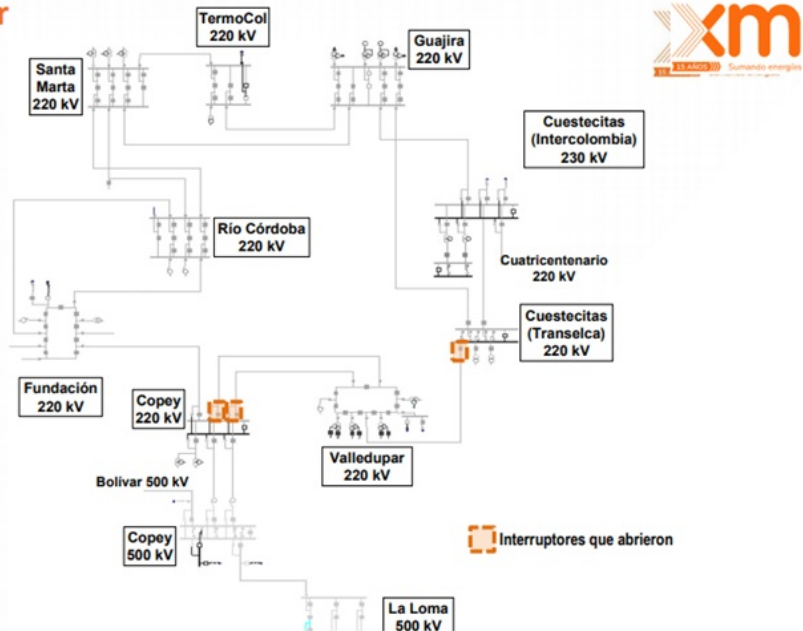 r
TermoCol
220 kV
Guajira
220 kV
xm
15 AÑOS
Sumando energías
Santa
Marta
220 kV
Cuestecitas
(Intercolombia)
230 kV
Río Córdoba
220 kV
Cuatricentenario
220 kV
Cuestecitas
(Transelca)
220 kV
Fundación
220 kV
Copey
220 kV
Valledupar
220 kV
Bolívar 500 kV
Copey
500 kV
Interruptores que abrieron
La Loma
500 kV